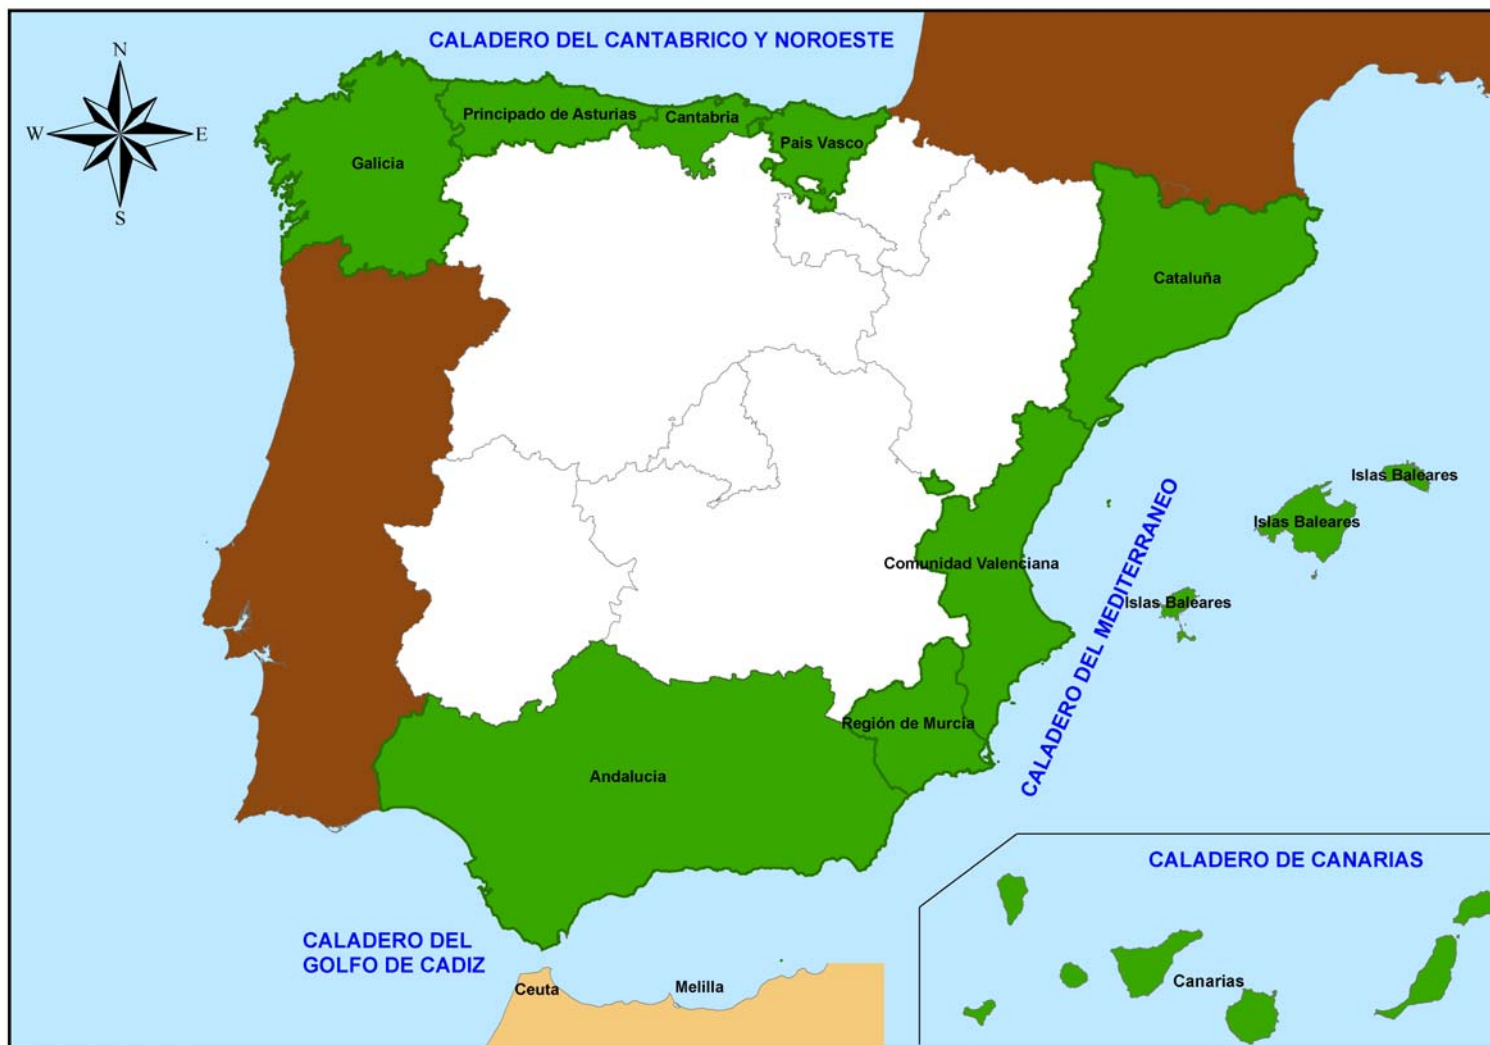 CALADERO DEL CANTABRICO Y NOROESTE
N
W
E
S
Principado de Asturias
Cantabria
Pais Vasco
Galicia
Cataluña
Islas Baleares
Islas Baleares
Comunidad Valenciana
Islas Baleares
CALADERO DEL MEDITERRANEO
Región de Murcia
Andalucia
CALADERO DE CANARIAS
CALADERO DEL
GOLFO DE CADIZ
Ceuta
Melilla
Canarias